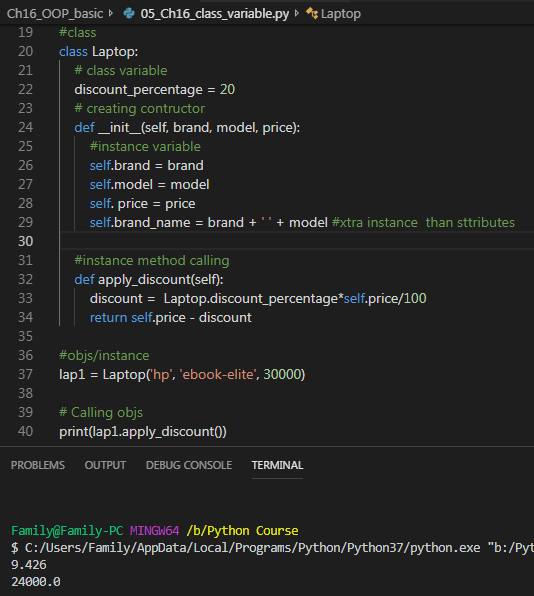 Ch16_OOP_basic 05_Ch16_class_variable.py Laptop
19 #class
20 class Laptop:
21 # class variable
22 discount_percentage = 20
23 # creating contructor
24 def __init__(self, brand, model, price):
25 #instance variable
26 self.brand = brand
27 self.model = model
28 self. price = price
29 self.brand_name = brand + ' ' + model #xtra instance than sttributes
30
31 #instance method calling
32 def apply_discount(self):
33 discount = Laptop.discount_percentage*self.price/100
34 return self.price - discount
35
36 #objs/instance
37 lap1 = Laptop('hp', 'ebook-elite', 30000)
38
39 # Calling objs
40 print(lap1.apply_discount())
PROBLEMS OUTPUT DEBUG CONSOLE TERMINAL
Family@Family-PC MINGW64 /b/Python Course
$ C:/Users/Family/AppData/Local/Programs/Python/Python37/python.exe "b:/Pyt
9.426
24000.0